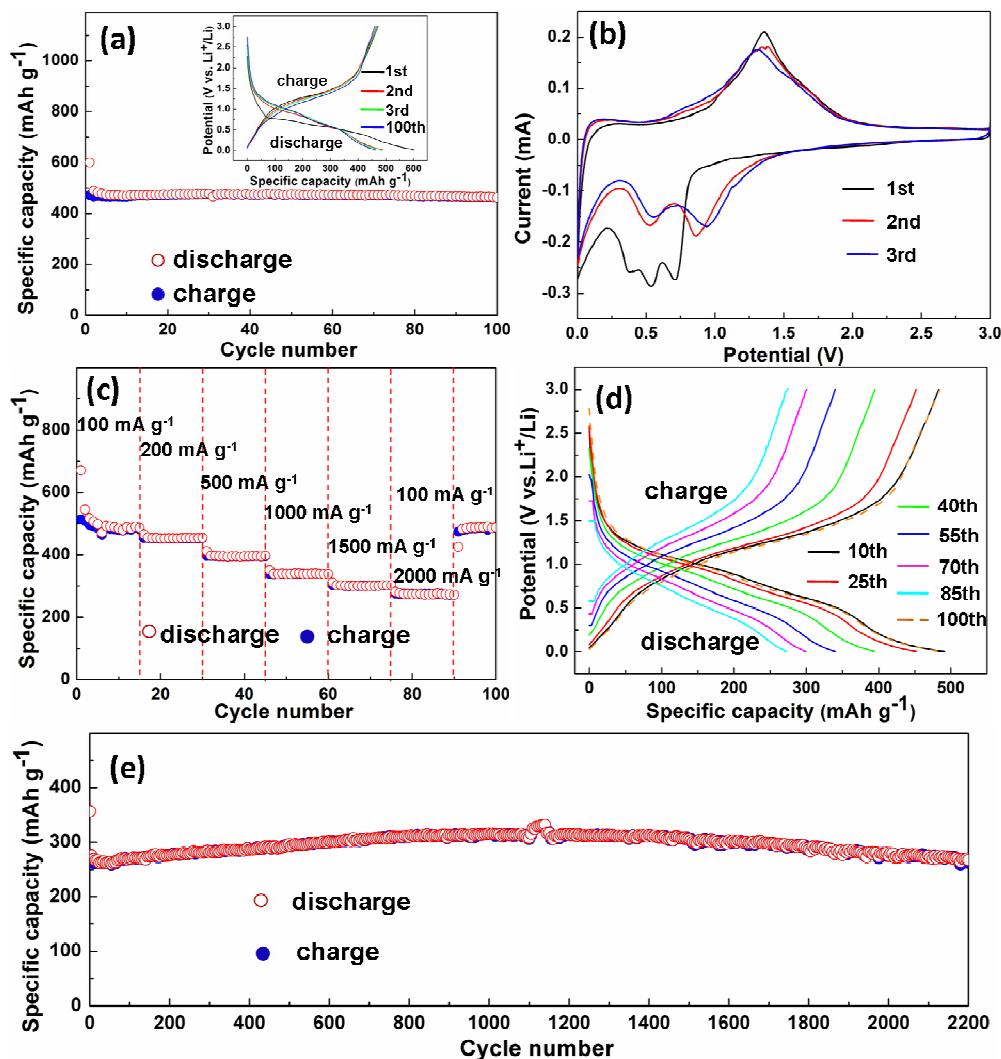 (a)
Specific capacity (mAh g⁻¹)
1000
800
600
400
200
0
0 20 40 60 80 100
Cycle number
discharge
charge
Potential (V vs. Li⁺/Li)
3.0
2.5
2.0
1.5
1.0
0.5
0.0
0 100 200 300 400 500 600
Specific capacity (mAh g⁻¹)
charge
discharge
1st
2nd
3rd
100th
(b)
Current (mA)
0.2
0.1
0.0
-0.1
-0.2
-0.3
0.0 0.5 1.0 1.5 2.0 2.5 3.0
Potential (V)
1st
2nd
3rd
(c)
Specific capacity (mAh g⁻¹)
800
600
400
200
0
0 20 40 60 80 100
Cycle number
100 mA g⁻¹
200 mA g⁻¹
500 mA g⁻¹
1000 mA g⁻¹
1500 mA g⁻¹
2000 mA g⁻¹
100 mA g⁻¹
discharge charge
(d)
Potential (V vs.Li⁺/Li)
3.0
2.5
2.0
1.5
1.0
0.5
0.0
0 100 200 300 400 500
Specific capacity (mAh g⁻¹)
charge
discharge
10th
25th
40th
55th
70th
85th
100th
(e)
Specific capacity (mAh g⁻¹)
400
300
200
100
0
0 200 400 600 800 1000 1200 1400 1600 1800 2000 2200
Cycle number
discharge
charge